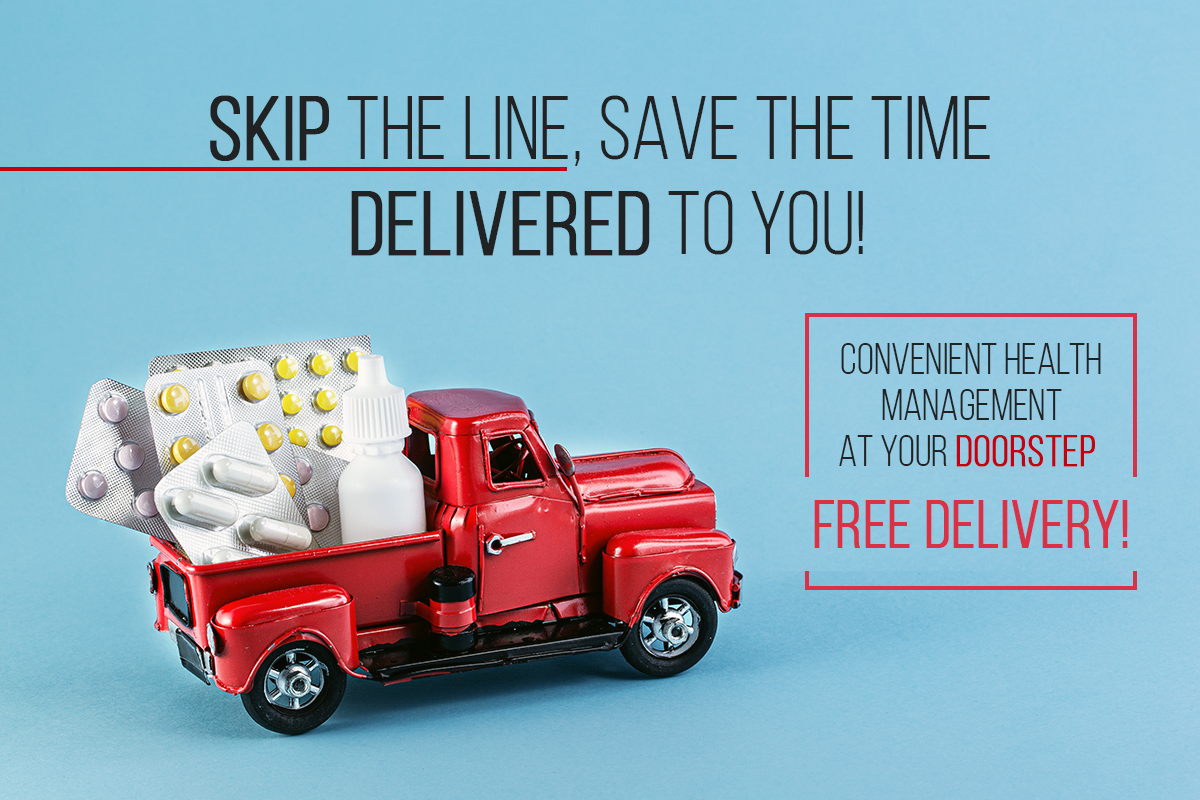 SKIP THE LINE, SAVE THE TIME
DELIVERED TO YOU!
CONVENIENT HEALTH
MANAGEMENT
AT YOUR DOORSTEP
FREE DELIVERY!